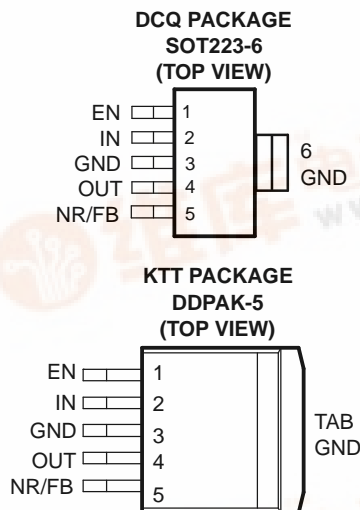 DCQ PACKAGE
SOT223-6
(TOP VIEW)
EN 1
IN 2
GND 3
OUT 4
NR/FB 5
6
GND
KTT PACKAGE
DDPAK-5
(TOP VIEW)
EN 1
IN 2
GND 3
OUT 4
NR/FB 5
TAB
GND